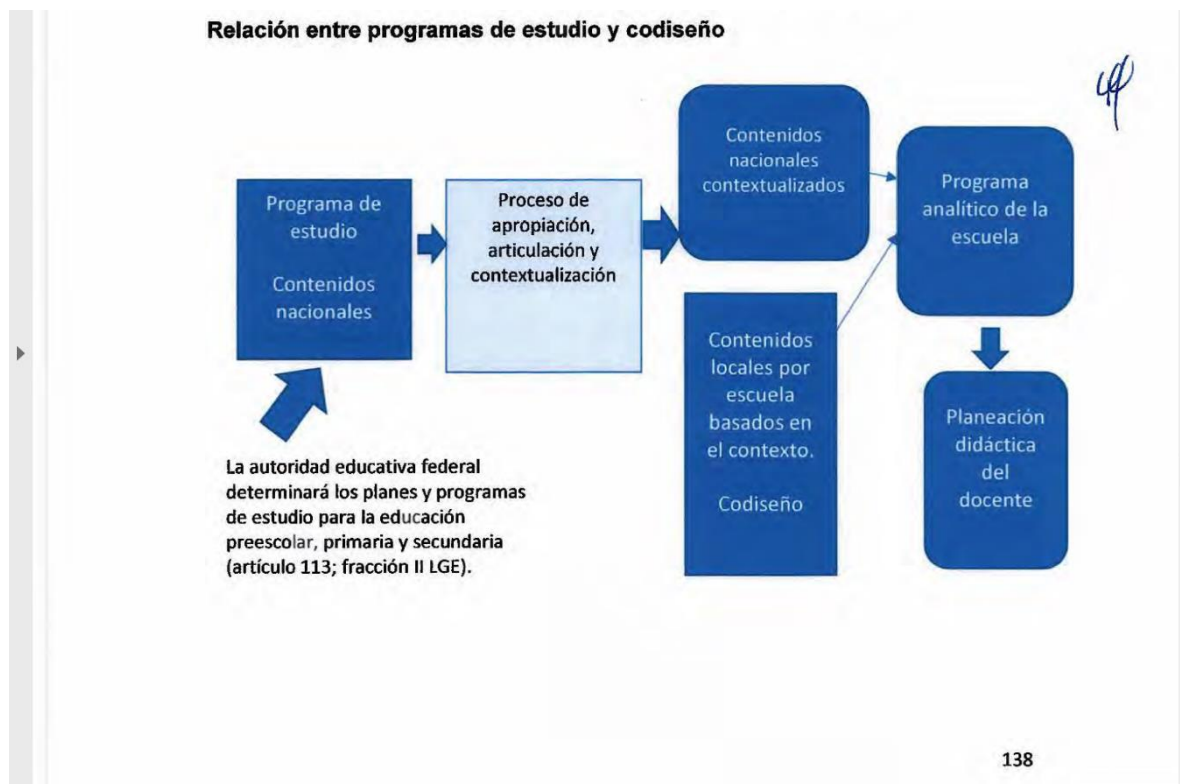 Relación entre programas de estudio y codiseño
Programa de
estudio
Contenidos
nacionales
Proceso de
apropiación,
articulación y
contextualización
Contenidos
nacionales
contextualizados
Contenidos
locales por
escuela
basados en
el contexto.
Codiseño
Programa
analítico de la
escuela
Planeación
didáctica
del
docente
La autoridad educativa federal
determinará los planes y programas
de estudio para la educación
preescolar, primaria y secundaria
(artículo 113; fracción II LGE).
138